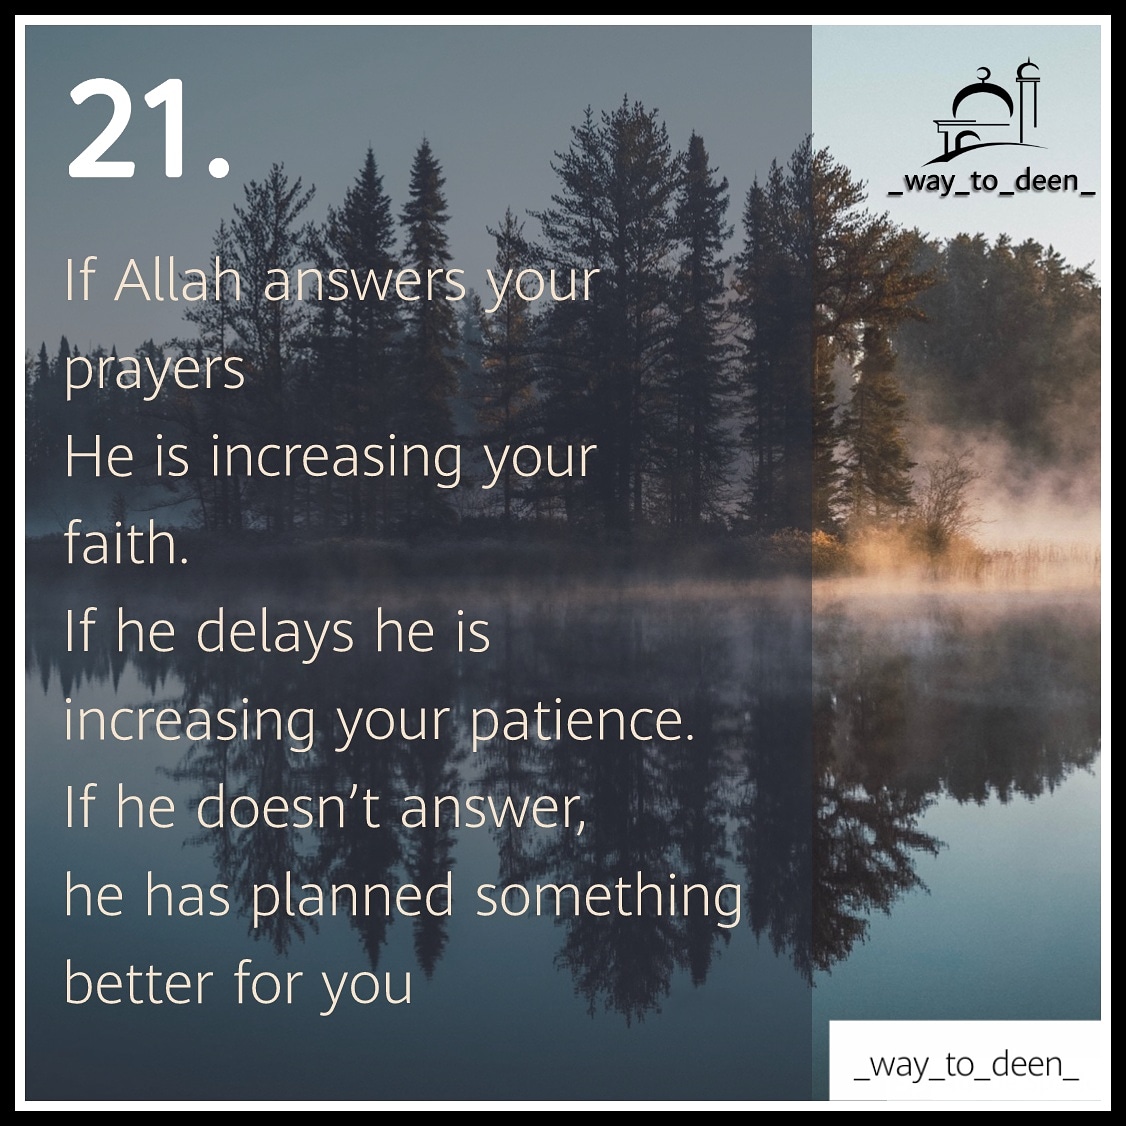 21.
_way_to_deen_
If Allah answers your
prayers
He is increasing your
faith.
If he delays he is
increasing your patience.
If he doesn’t answer,
he has planned something
better for you
_way_to_deen_